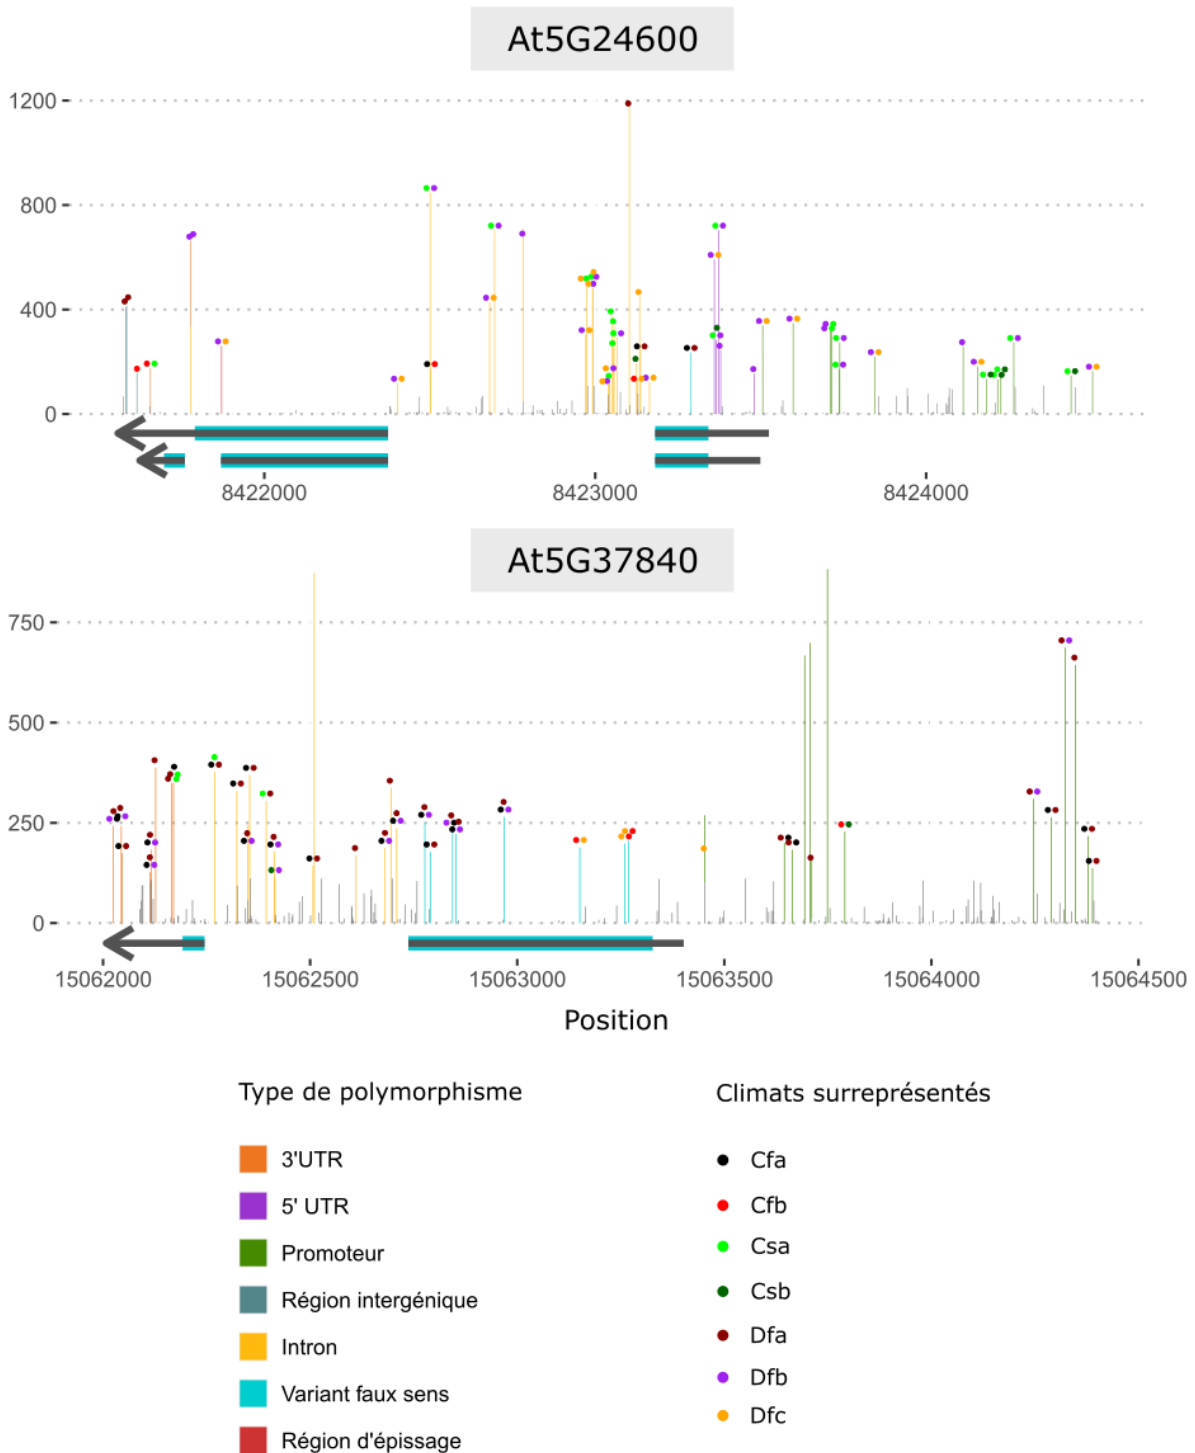 At5G24600
1200
800
400
0
8422000 8423000 8424000
At5G37840
750
500
250
0
15062000 15062500 15063000 15063500 15064000 15064500
Position
Type de polymorphisme
Climats surreprésentés
3'UTR
Cfa
5' UTR
Cfb
Promoteur
Csa
Région intergénique
Csb
Intron
Dfa
Variant faux sens
Dfb
Région d'épissage
Dfc